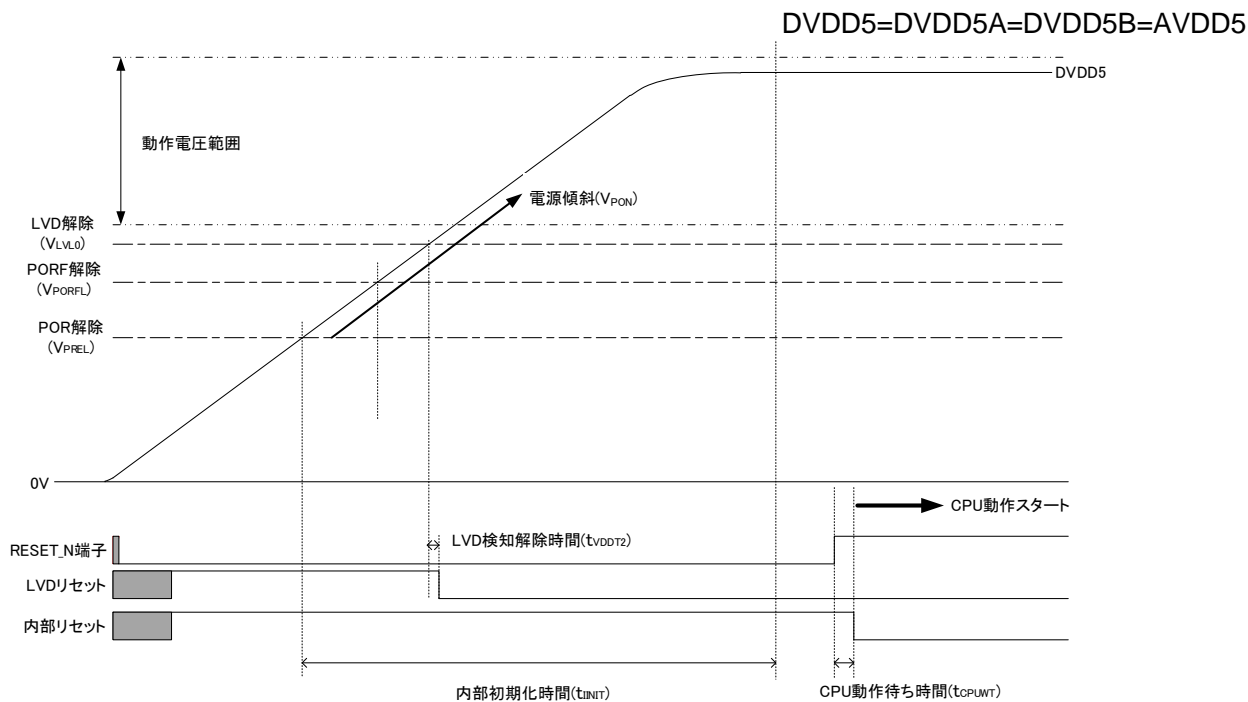 DVDD5=DVDD5A=DVDD5B=AVDD5
DVDD5
動作電圧範囲
電源傾斜(VPON)
LVD解除
(VLVL0)
PORF解除
(VPORFL)
POR解除
(VPREL)
0V
CPU動作スタート
RESET_N端子
LVD検知解除時間(tVDDT2)
LVDリセット
内部リセット
内部初期化時間(tIINIT)
CPU動作待ち時間(tCPUWT)